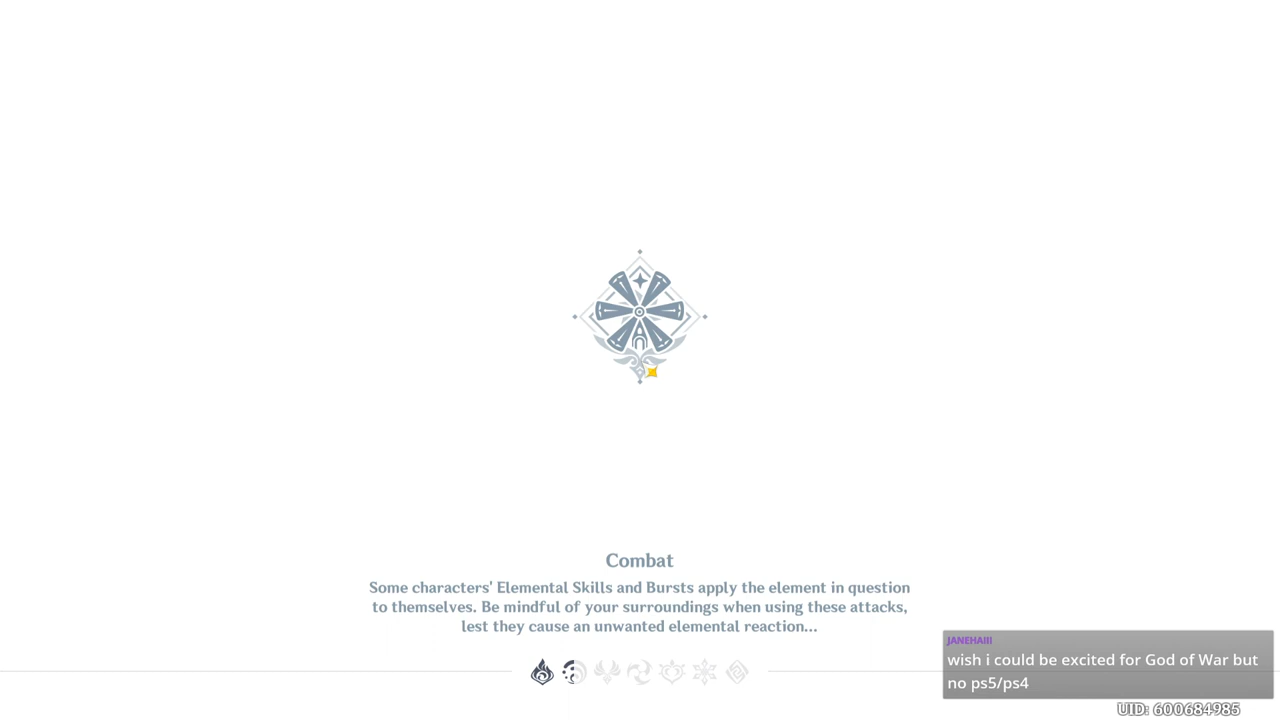 Combat
Some characters' Elemental Skills and Bursts apply the element in question
to themselves. Be mindful of your surroundings when using these attacks,
lest they cause an unwanted elemental reaction...
JANEHAIII
wish i could be excited for God of War but
no ps5/ps4
UID: 600684985